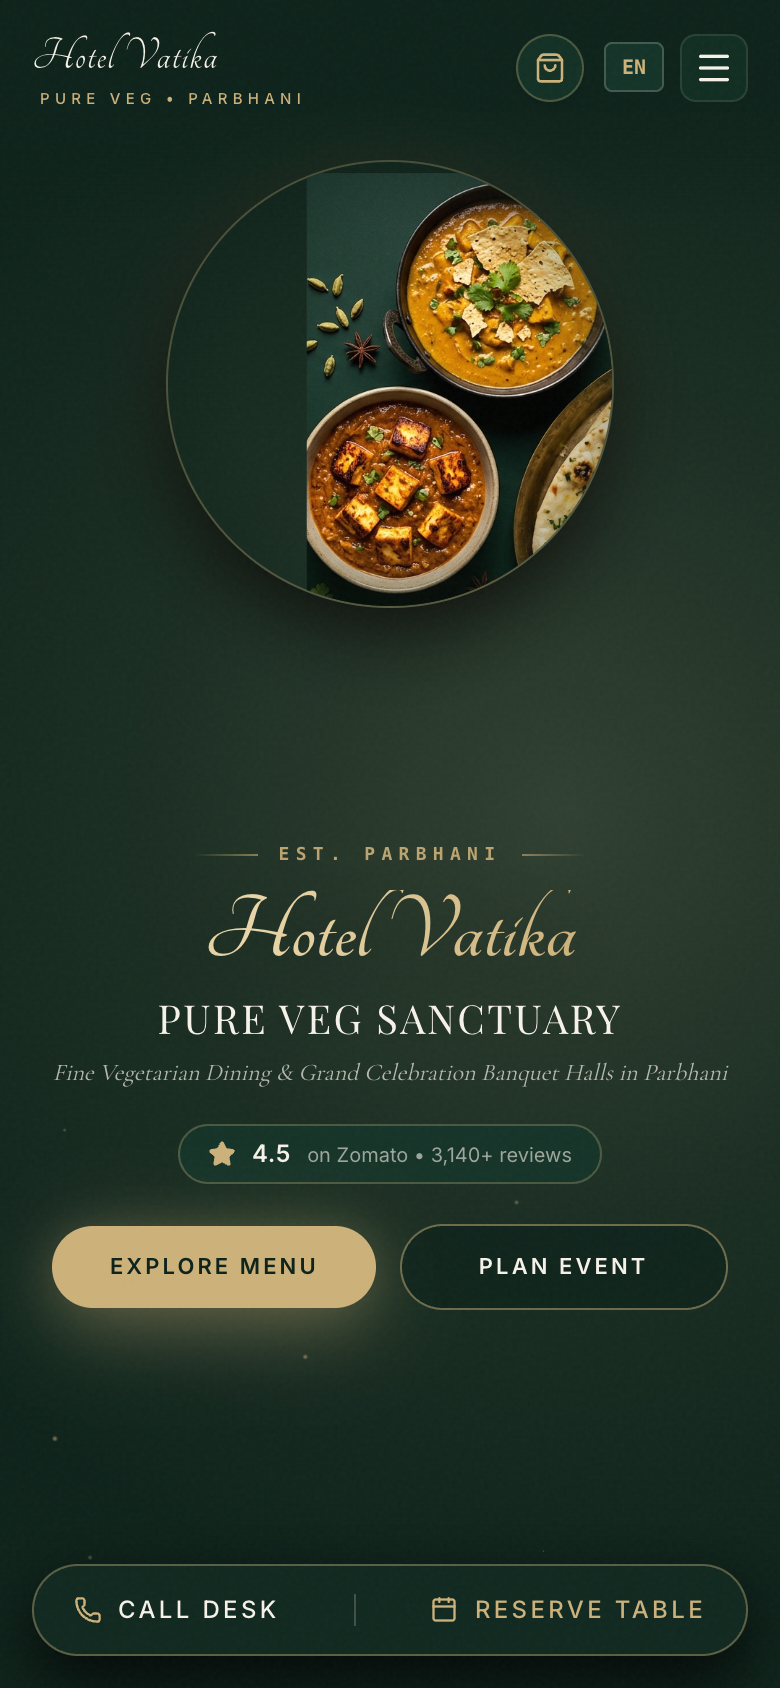 Hotel Vatika
PURE VEG • PARBHANI
EN
EST. PARBHANI
Hotel Vatika
PURE VEG SANCTUARY
Fine Vegetarian Dining & Grand Celebration Banquet Halls in Parbhani
4.5 on Zomato • 3,140+ reviews
EXPLORE MENU
PLAN EVENT
CALL DESK
RESERVE TABLE